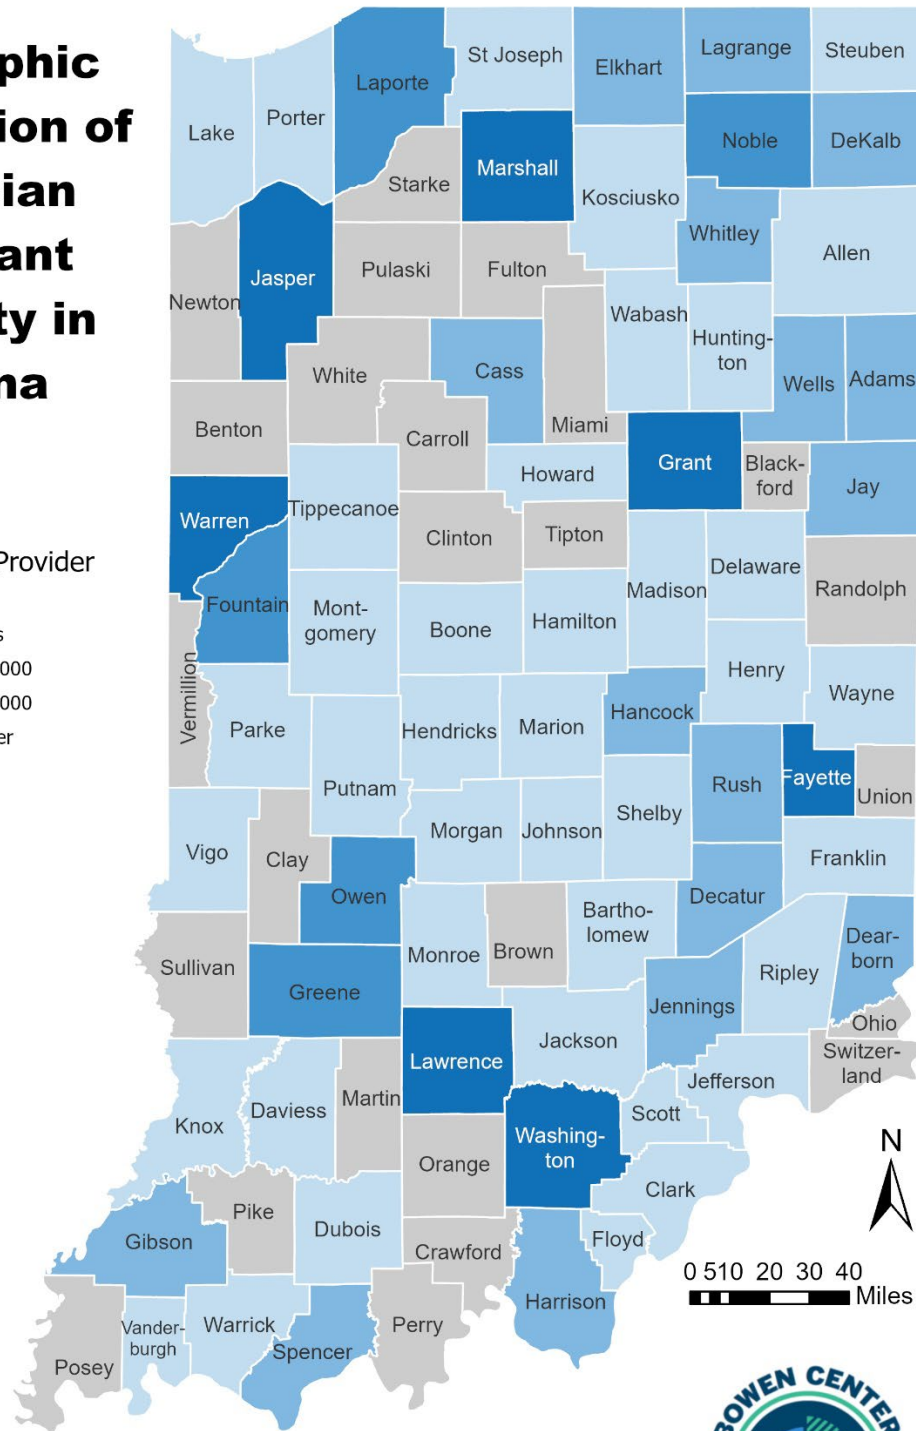 phic
ion of
ian
ant
ty in
na
Provider
s
000
000
er
St Joseph
Elkhart
Lagrange
Steuben
Laporte
Lake
Porter
Noble
DeKalb
Marshall
Starke
Kosciusko
Whitley
Allen
Jasper
Pulaski
Fulton
Newton
Wabash
Hunting-
ton
White
Cass
Wells
Adams
Benton
Carroll
Miami
Grant
Black-
ford
Howard
Jay
Warren
Tippecanoe
Clinton
Tipton
Delaware
Madison
Randolph
Fountain
Mont-
gomery
Boone
Hamilton
Henry
Wayne
Vermillion
Parke
Hendricks
Marion
Hancock
Putnam
Rush
Fayette
Union
Morgan
Johnson
Shelby
Vigo
Clay
Franklin
Owen
Decatur
Bartho-
lomew
Monroe
Brown
Dear-
born
Sullivan
Ripley
Greene
Jennings
Ohio
Jackson
Switzer-
land
Lawrence
Jefferson
Martin
Daviess
Scott
Knox
Washing-
ton
Orange
Clark
N
Pike
Dubois
Floyd
Gibson
Crawford
0 510 20 30 40
Miles
Harrison
Vander-
burgh
Warrick
Perry
Spencer
Posey
BOWEN CENTER